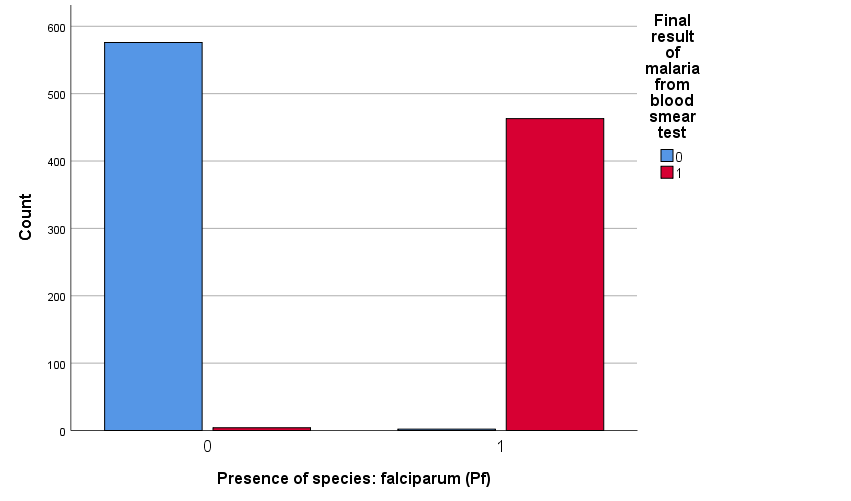 600
500
400
300
200
100
0
Count
0
1
Presence of species: falciparum (Pf)
Final
result
of
malaria
from
blood
smear
test
0
1